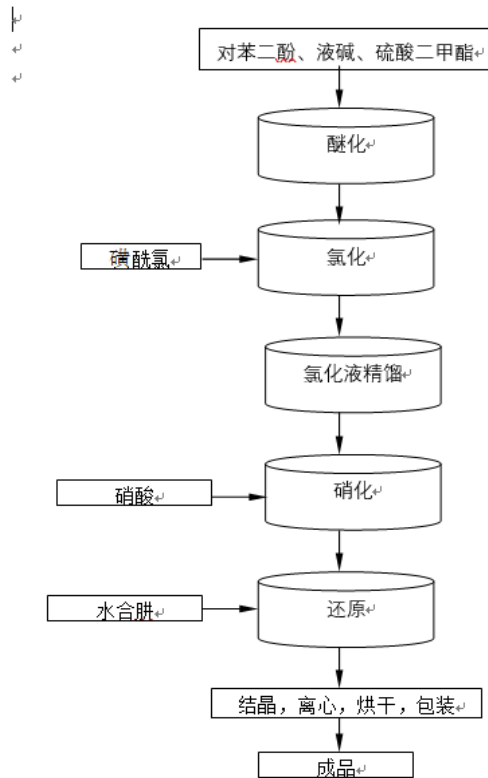 对苯二酚、液碱、硫酸二甲酯
醚化
磺酰氯
氯化
氯化液精馏
硝酸
硝化
水合肼
还原
结晶，离心，烘干，包装
成品